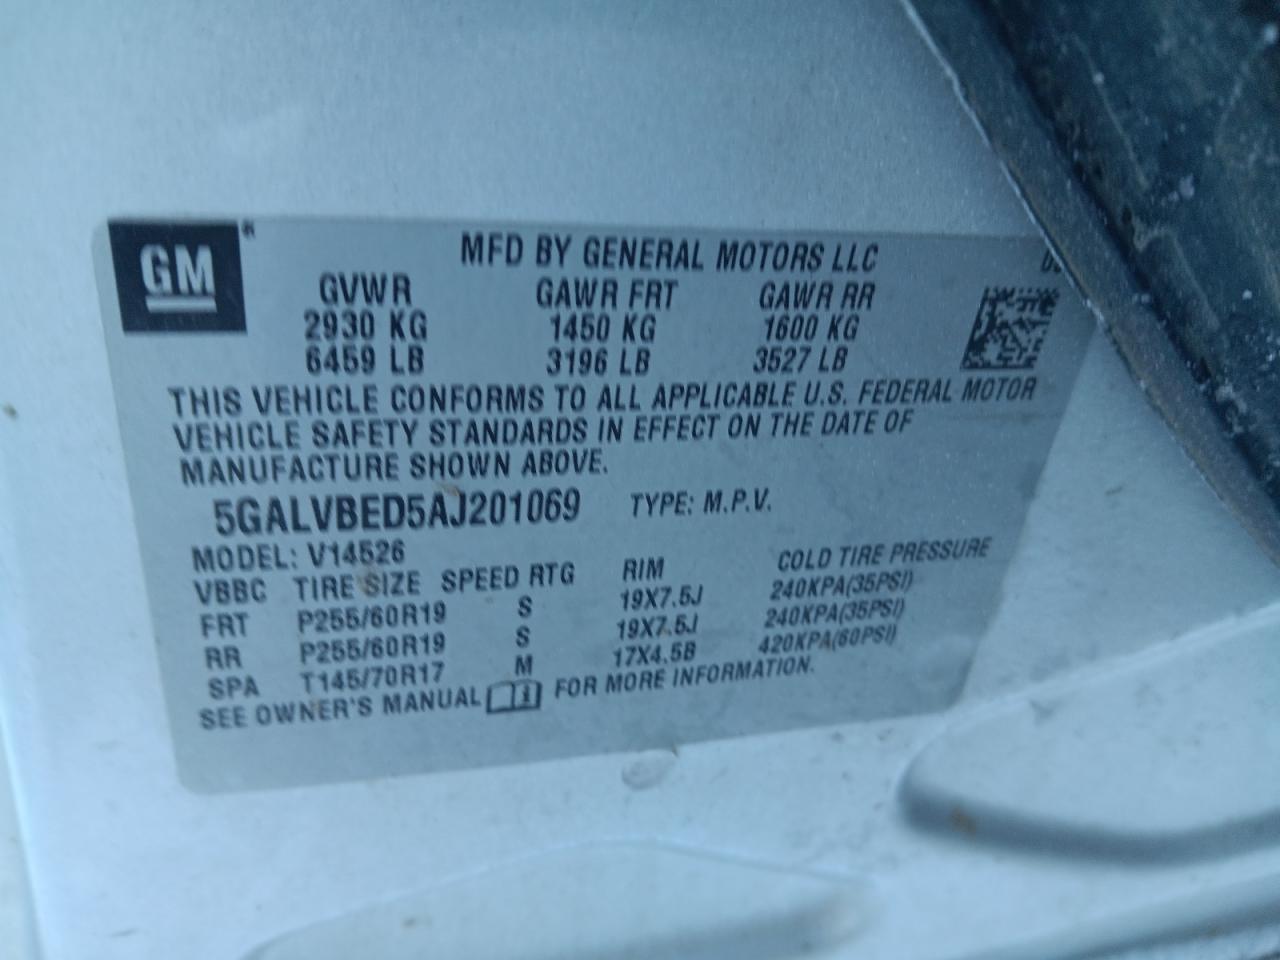 GM ®
MFD BY GENERAL MOTORS LLC
GVWR GAWR FRT GAWR RR
2930 KG 1450 KG 1600 KG
6459 LB 3196 LB 3527 LB
THIS VEHICLE CONFORMS TO ALL APPLICABLE U.S. FEDERAL MOTOR
VEHICLE SAFETY STANDARDS IN EFFECT ON THE DATE OF
MANUFACTURE SHOWN ABOVE.
5GALVBED5AJ201069 TYPE: M.P.V.
MODEL: V14526
VBBC TIRE SIZE SPEED RTG RIM COLD TIRE PRESSURE
FRT P255/60R19 S 19X7.5J 240KPA(35PSI)
RR P255/60R19 S 19X7.5J 240KPA(35PSI)
SPA T145/70R17 M 17X4.5B 420KPA(60PSI)
SEE OWNER'S MANUAL FOR MORE INFORMATION.